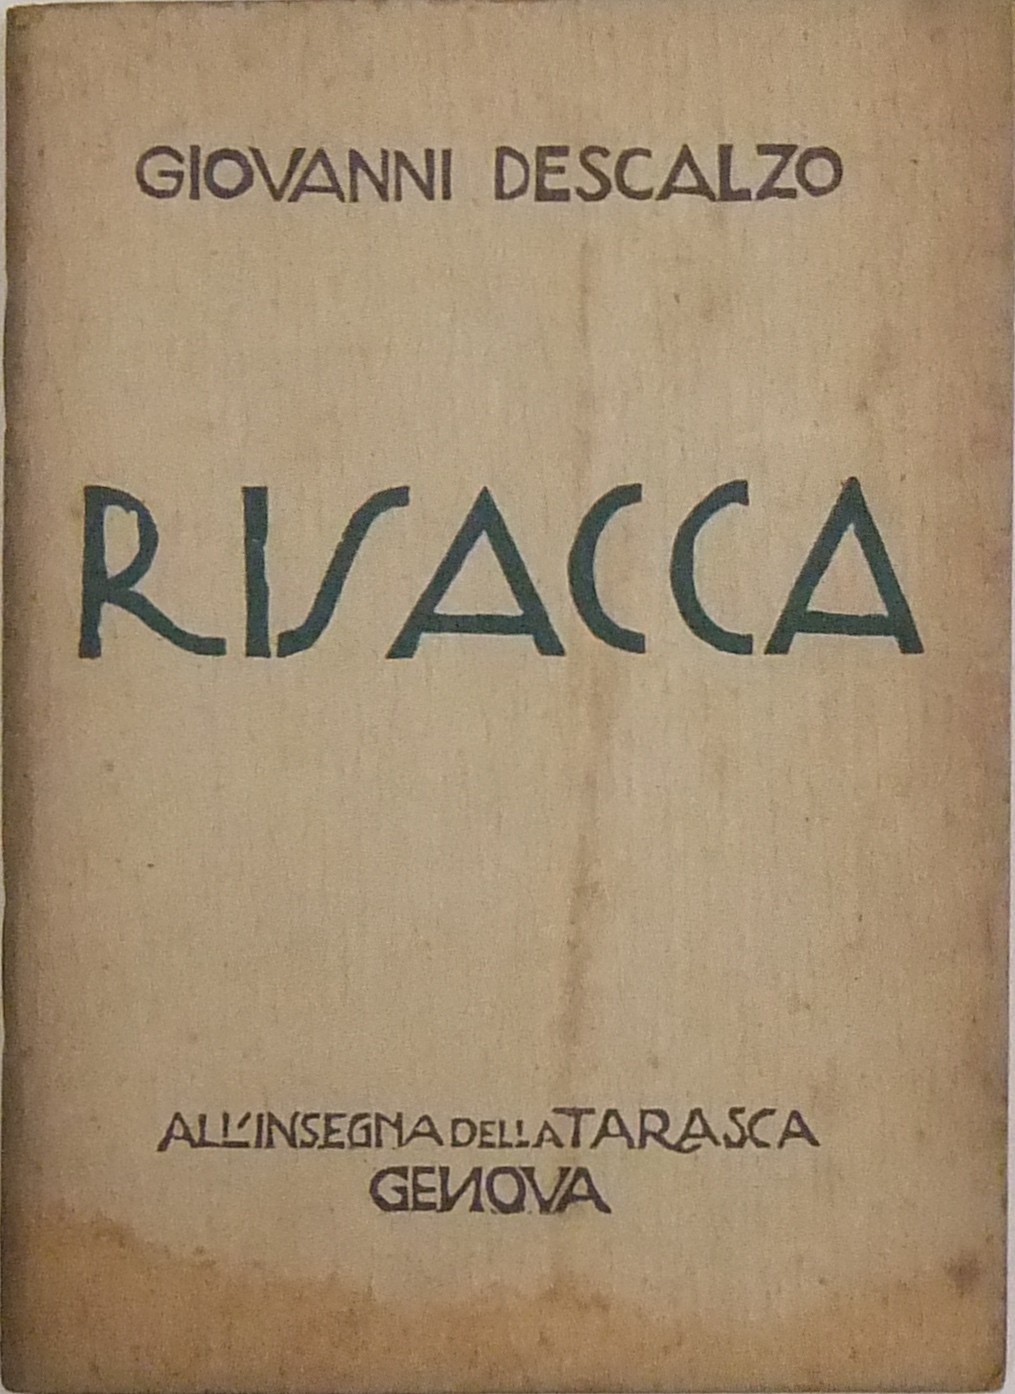 GIOVANNI DESCALZO
RISACCA
ALL'INSEGNA DELLA TARASCA
GENOVA